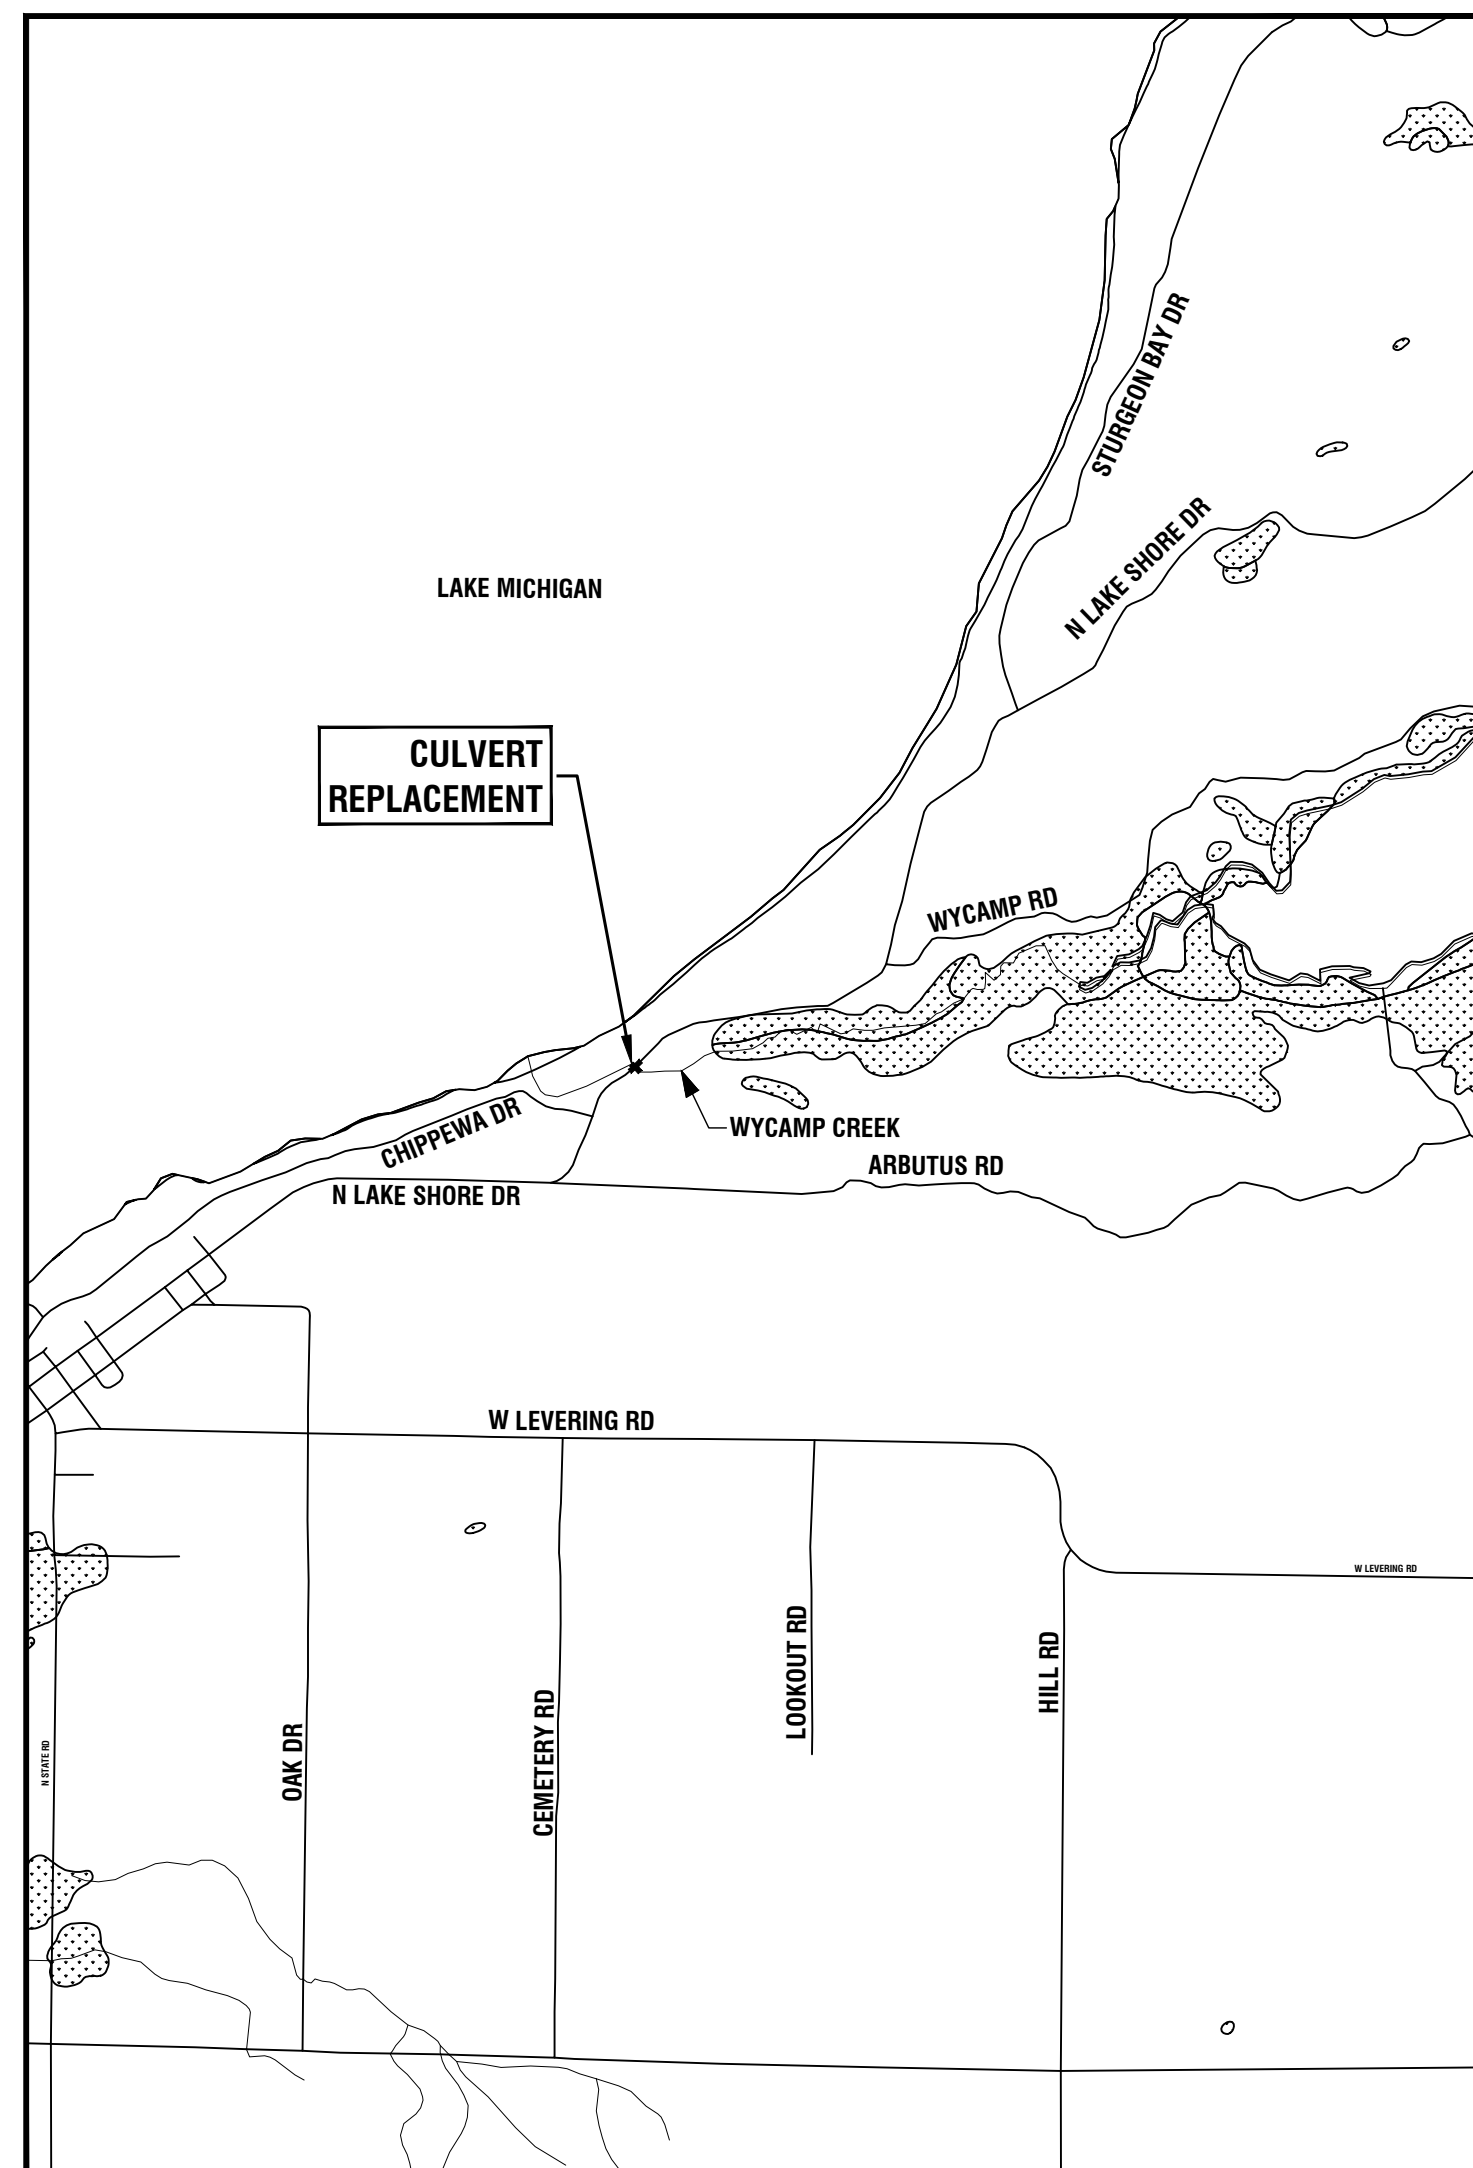 STURGEON BAY DR
N LAKE SHORE DR
LAKE MICHIGAN
CULVERT
REPLACEMENT
WYCAMP RD
CHIPPEWA DR
WYCAMP CREEK
ARBUTUS RD
N LAKE SHORE DR
W LEVERING RD
W LEVERING RD
LOOKOUT RD
HILL RD
CEMETERY RD
OAK DR
N STATE RD